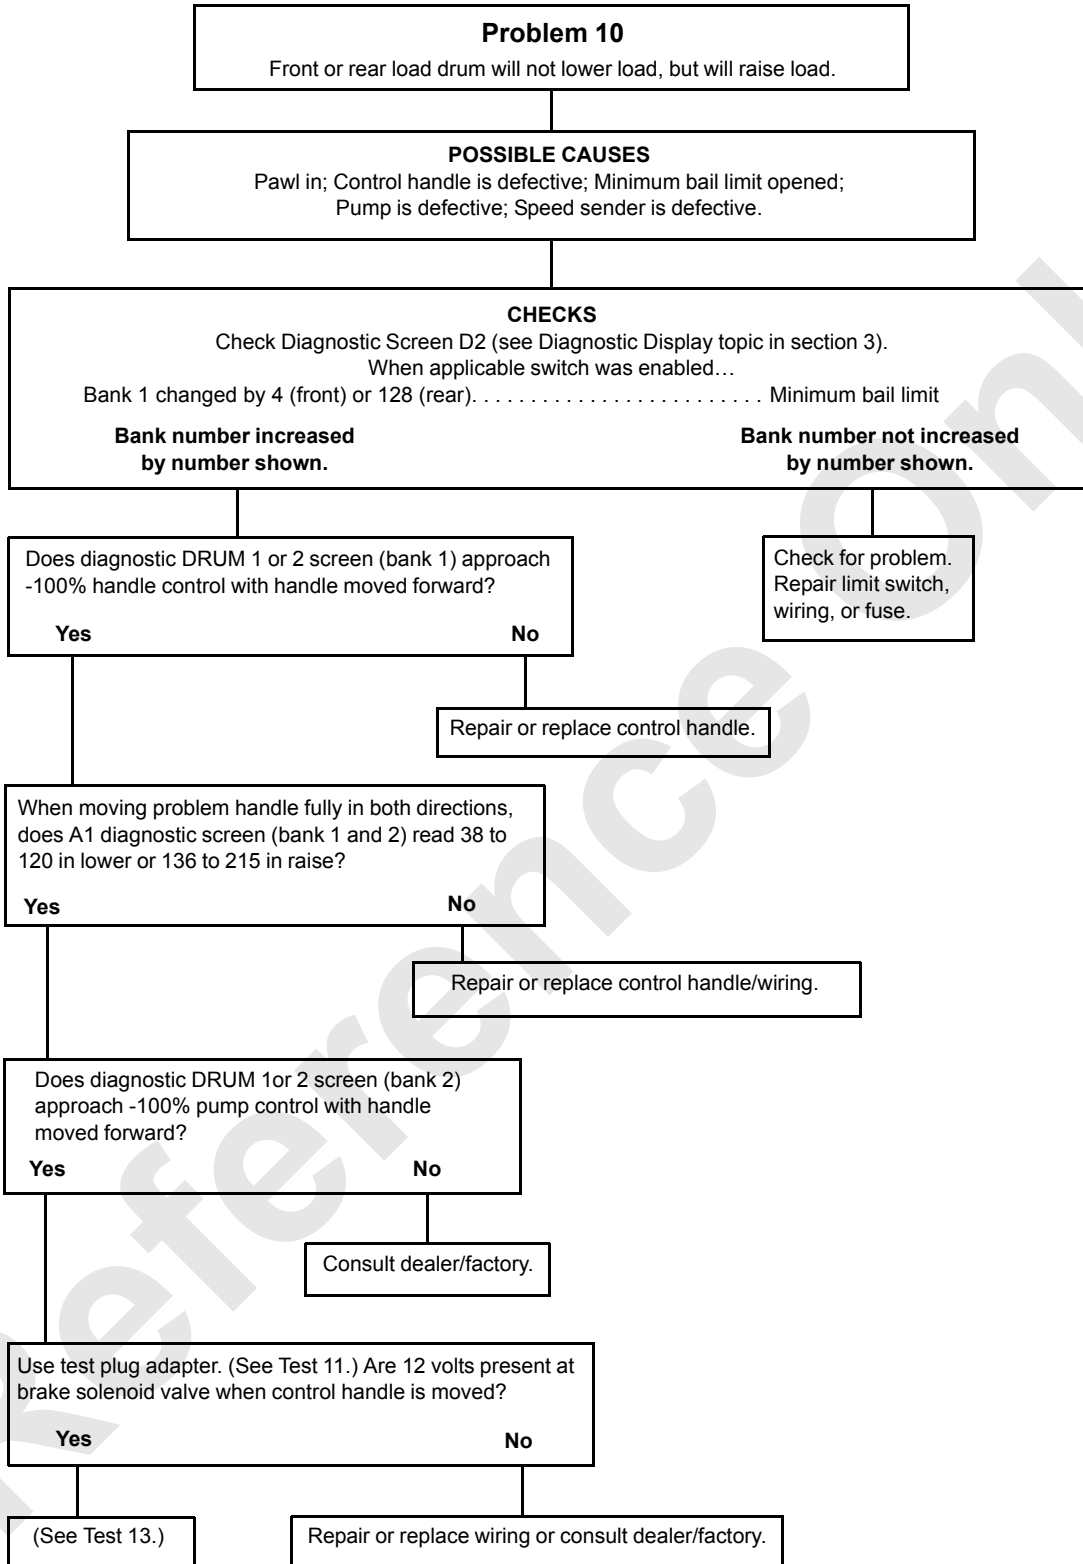 Problem 10
Front or rear load drum will not lower load, but will raise load.
POSSIBLE CAUSES
Pawl in; Control handle is defective; Minimum bail limit opened;
Pump is defective; Speed sender is defective.
CHECKS
Check Diagnostic Screen D2 (see Diagnostic Display topic in section 3).
When applicable switch was enabled…
Bank 1 changed by 4 (front) or 128 (rear). . . . . . . . . . . . . . . . . . . . . . . . . Minimum bail limit
Bank number increased
by number shown.
Bank number not increased
by number shown.
Does diagnostic DRUM 1 or 2 screen (bank 1) approach
-100% handle control with handle moved forward?
Yes
No
Check for problem.
Repair limit switch,
wiring, or fuse.
Repair or replace control handle.
When moving problem handle fully in both directions,
does A1 diagnostic screen (bank 1 and 2) read 38 to
120 in lower or 136 to 215 in raise?
Yes
No
Repair or replace control handle/wiring.
Does diagnostic DRUM 1or 2 screen (bank 2)
approach -100% pump control with handle
moved forward?
Yes
No
Consult dealer/factory.
Use test plug adapter. (See Test 11.) Are 12 volts present at
brake solenoid valve when control handle is moved?
Yes
No
(See Test 13.)
Repair or replace wiring or consult dealer/factory.
Reference Onl